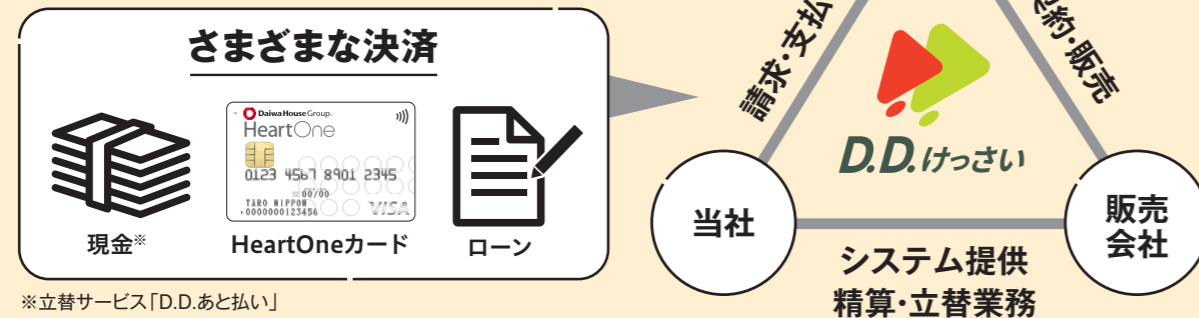 さまざまな決済
Daiwa House Group®
HeartOne
0123 4567 8901 2345
00/00
TARO NIPPON
0000000123456
VISA
現金※
HeartOneカード
ローン
※立替サービス「D.D.あと払い」
請求・支払
契約・販売
D.D.けっさい
当社
販売
会社
システム提供
精算・立替業務